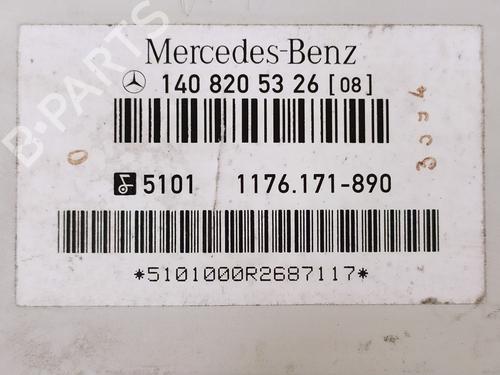 Mercedes-Benz
140 820 53 26 [08]
5101 1176.171-890
*5101000R2687117*
B-PARTS